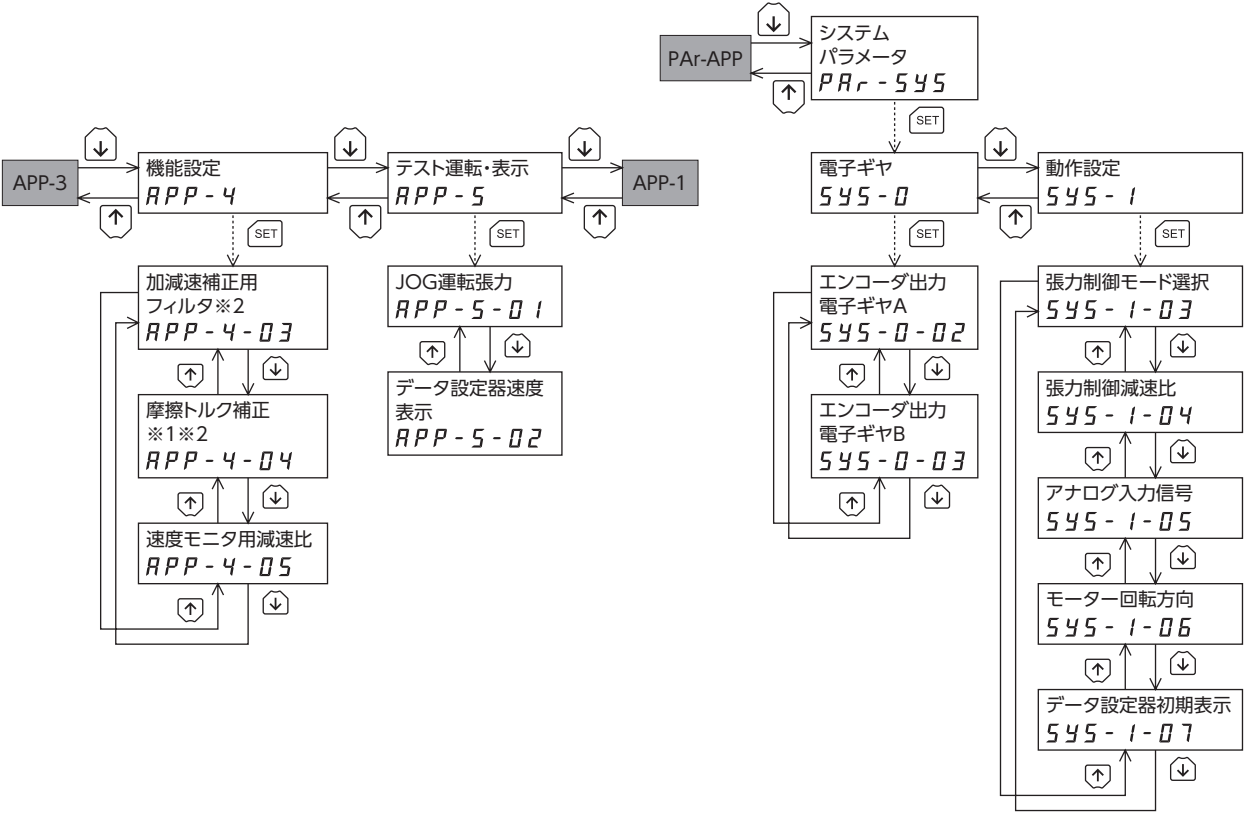 PAr-APP
システム
パラメータ
PAr-SYS
SET
APP-3
機能設定
APP-4
テスト運転・表示
APP-5
APP-1
電子ギヤ
SYS-0
動作設定
SYS-1
SET
SET
SET
SET
加減速補正用
フィルタ※2
APP-4-03
摩擦トルク補正
※1※2
APP-4-04
速度モニタ用減速比
APP-4-05
JOG運転張力
APP-5-01
データ設定器速度
表示
APP-5-02
エンコーダ出力
電子ギヤA
SYS-0-02
エンコーダ出力
電子ギヤB
SYS-0-03
張力制御モード選択
SYS-1-03
張力制御減速比
SYS-1-04
アナログ入力信号
SYS-1-05
モーター回転方向
SYS-1-06
データ設定器初期表示
SYS-1-07